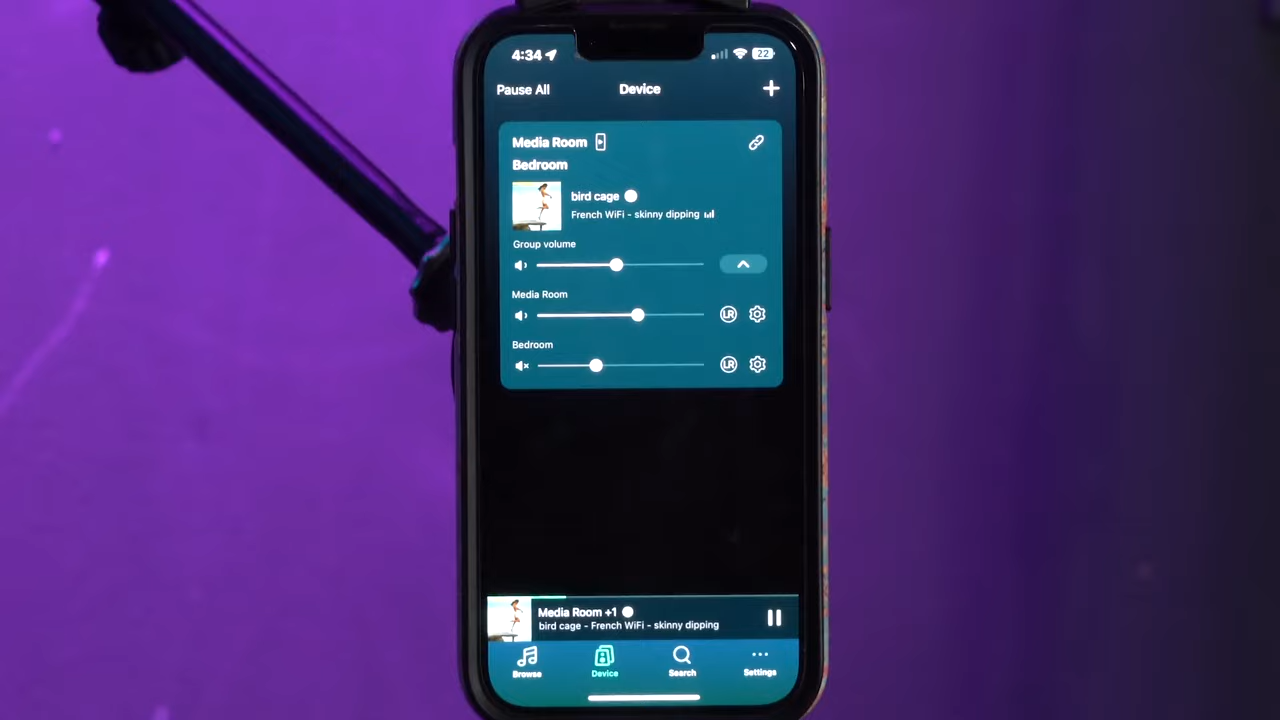 4:34
22
Pause All
Device
Media Room
Bedroom
bird cage
French WiFi - skinny dipping
Group volume
Media Room
LR
Bedroom
LR
Media Room +1
bird cage - French WiFi - skinny dipping
Browse
Device
Search
Settings